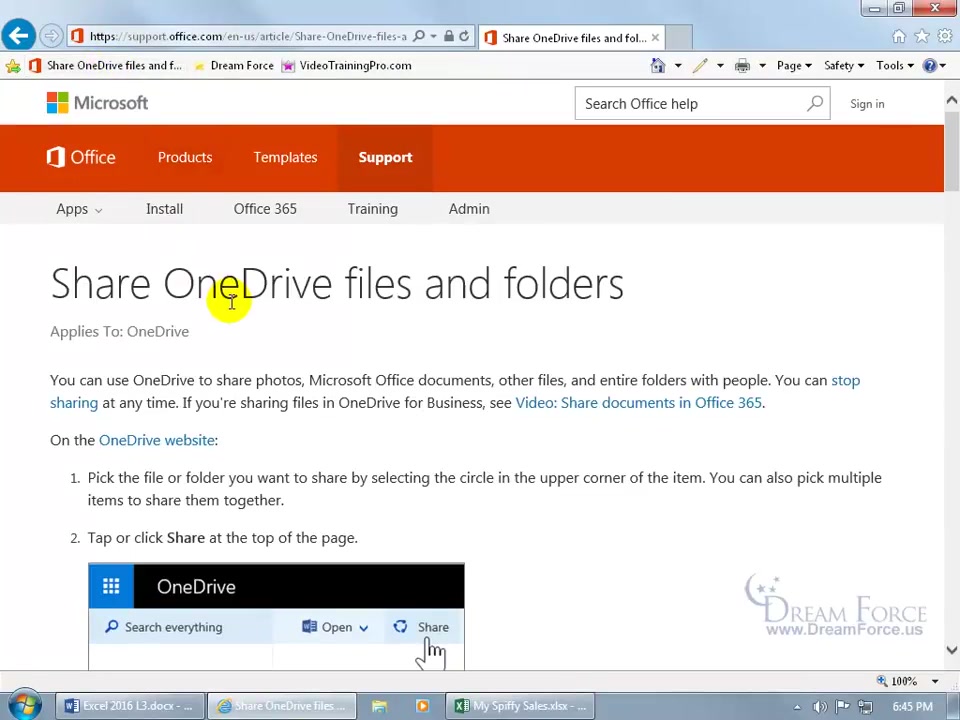 https://support.office.com/en-us/article/Share-OneDrive-files-a
Share OneDrive files and fol...
Share OneDrive files and f...
Dream Force
VideoTrainingPro.com
Page
Safety
Tools
Microsoft
Search Office help
Sign in
Office
Products
Templates
Support
Apps
Install
Office 365
Training
Admin
Share OneDrive files and folders
Applies To: OneDrive
You can use OneDrive to share photos, Microsoft Office documents, other files, and entire folders with people. You can stop
sharing at any time. If you're sharing files in OneDrive for Business, see Video: Share documents in Office 365.
On the OneDrive website:
1. Pick the file or folder you want to share by selecting the circle in the upper corner of the item. You can also pick multiple
items to share them together.
2. Tap or click Share at the top of the page.
OneDrive
Search everything
Open
Share
DREAM FORCE
www.DreamForce.us
100%
Excel 2016 L3.docx - ...
Share OneDrive files ...
My Spiffy Sales.xlsx - ...
6:45 PM